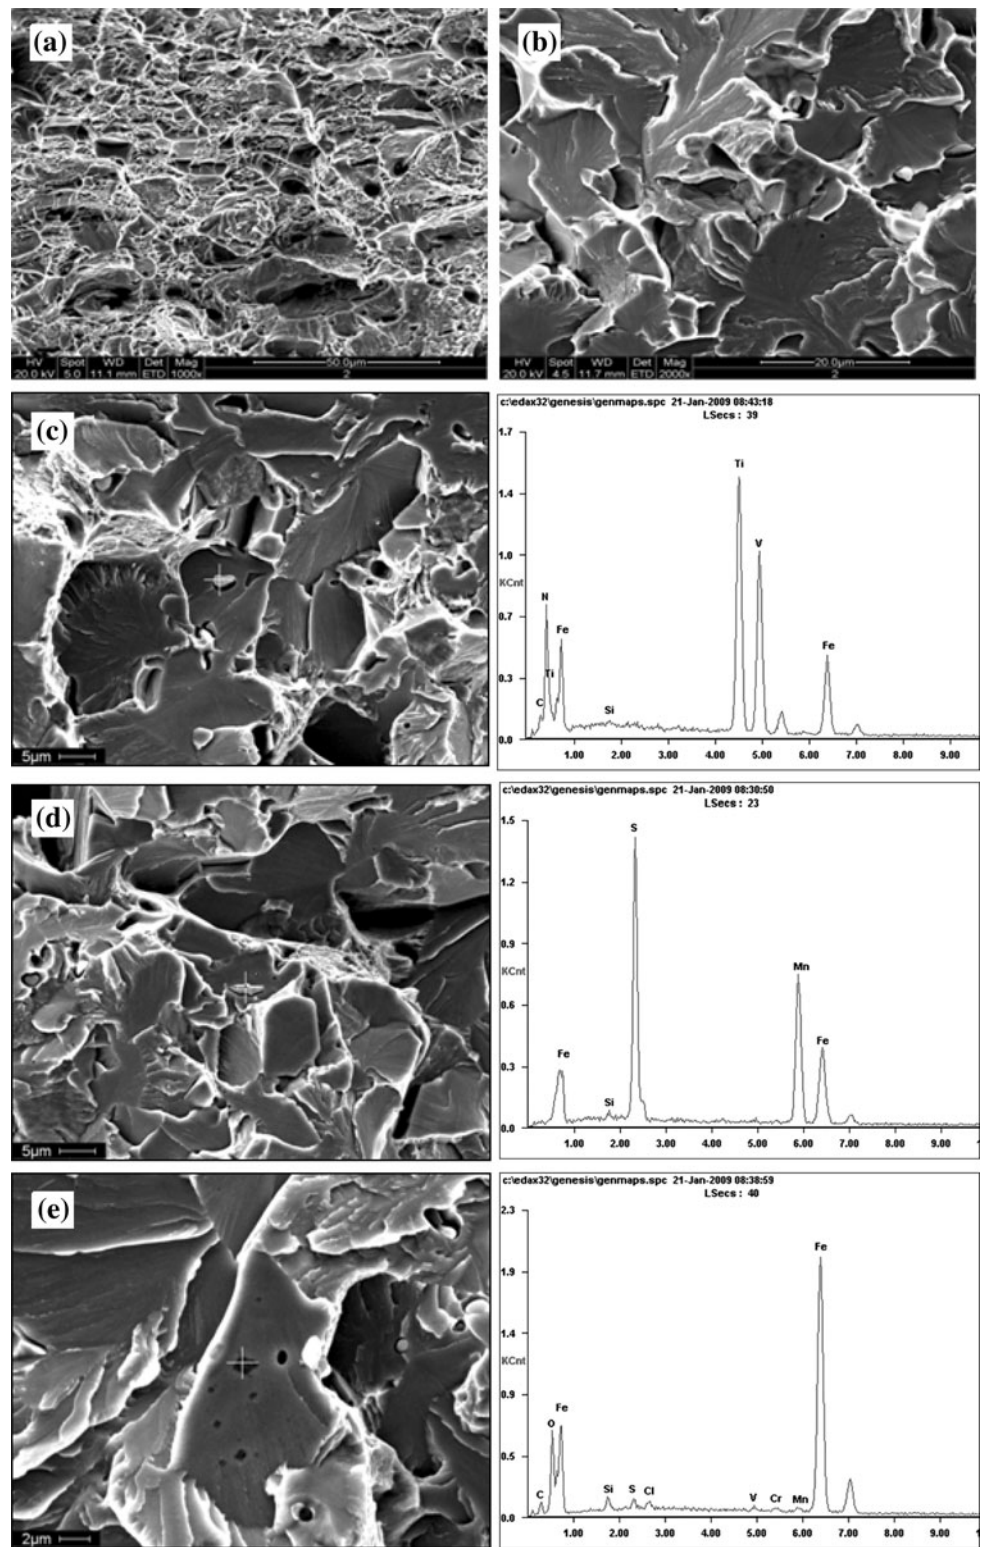 (a)
(b)
HV Spot WD Det Mag 50.0µm
20.0 kV 5.0 11.1 mm ETD 1000x 2
HV Spot WD Det Mag 20.0µm
20.0 kV 4.5 11.7 mm ETD 2000x 2
(c)
5µm
c:\edax32\genesis\genmaps.spc 21-Jan-2009 08:43:18
LSecs : 39
1.7
1.4
1.0
KCnt
0.7
0.3
0.0
C
N
Ti
Fe
Si
Ti
V
Fe
1.00 2.00 3.00 4.00 5.00 6.00 7.00 8.00 9.00
(d)
5µm
c:\edax32\genesis\genmaps.spc 21-Jan-2009 08:30:50
LSecs : 23
1.5
1.2
0.9
KCnt
0.6
0.3
0.0
Fe
Si
S
Mn
Fe
1.00 2.00 3.00 4.00 5.00 6.00 7.00 8.00 9.00
(e)
2µm
c:\edax32\genesis\genmaps.spc 21-Jan-2009 08:38:59
LSecs : 40
2.3
1.9
1.4
KCnt
0.9
0.5
0.0
C
O
Fe
Si
S
Cl
V
Cr
Mn
Fe
1.00 2.00 3.00 4.00 5.00 6.00 7.00 8.00 9.00